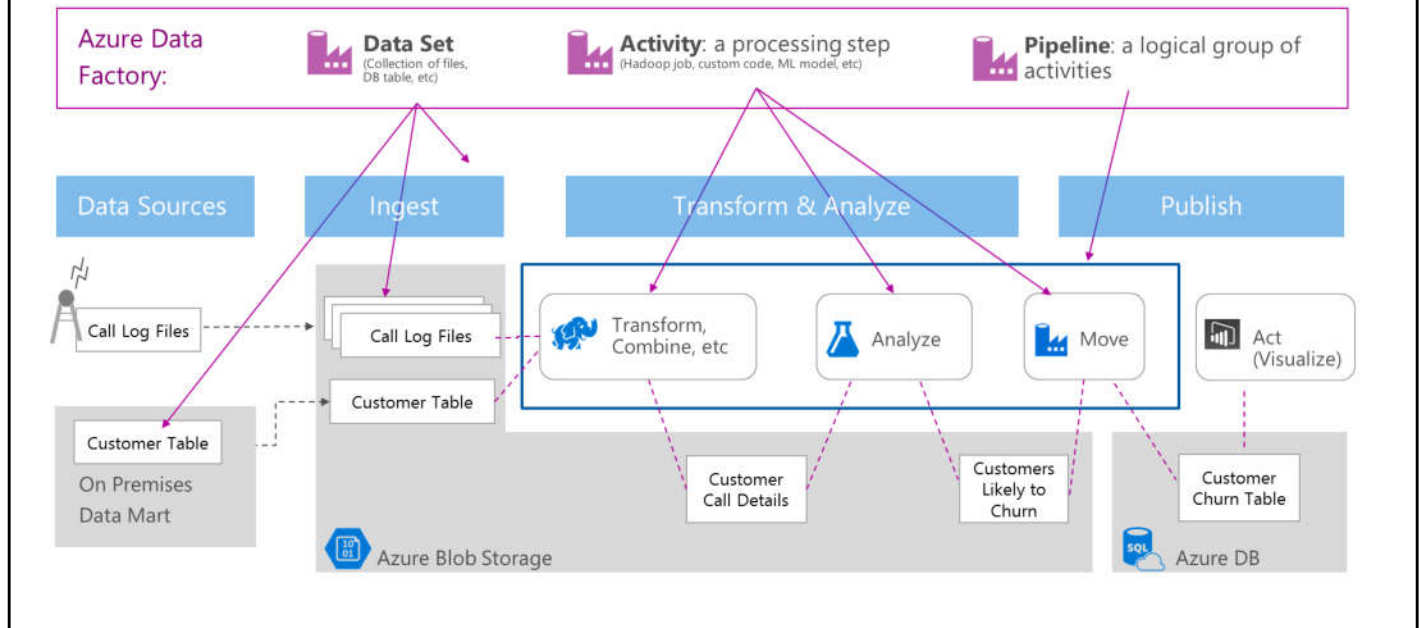 Azure Data
Factory:
Data Set
(Collection of files,
DB table, etc)
Activity: a processing step
(Hadoop job, custom code, ML model, etc)
Pipeline: a logical group of
activities
Data Sources
Ingest
Transform & Analyze
Publish
Call Log Files
Call Log Files
Transform,
Combine, etc
Analyze
Move
Act
(Visualize)
Customer Table
Customer Table
On Premises
Data Mart
Customer
Call Details
Customers
Likely to
Churn
Customer
Churn Table
10
01
Azure Blob Storage
SQL
Azure DB